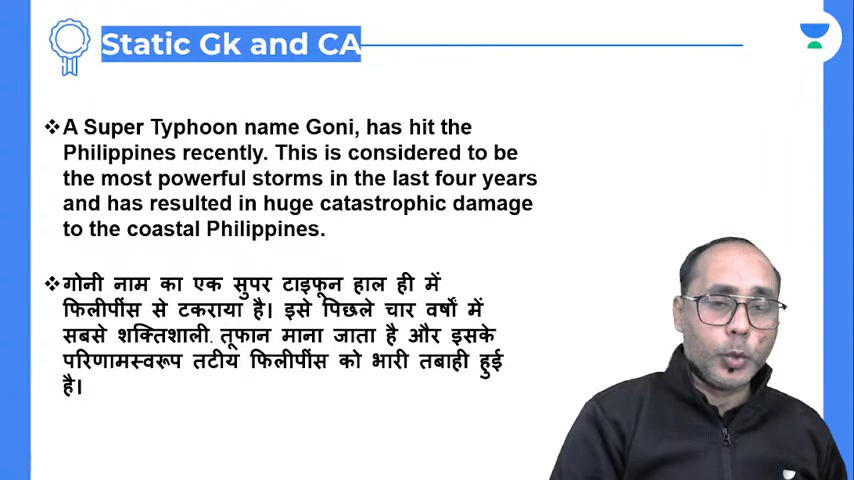 Static Gk and CA
❖A Super Typhoon name Goni, has hit the
Philippines recently. This is considered to be
the most powerful storms in the last four years
and has resulted in huge catastrophic damage
to the coastal Philippines.
❖गोनी नाम का एक सुपर टाइफून हाल ही में
फिलीपींस से टकराया है। इसे पिछले चार वर्षों में
सबसे शक्तिशाली तूफान माना जाता है और इसके
परिणामस्वरूप तटीय फिलीपींस को भारी तबाही हुई
है।